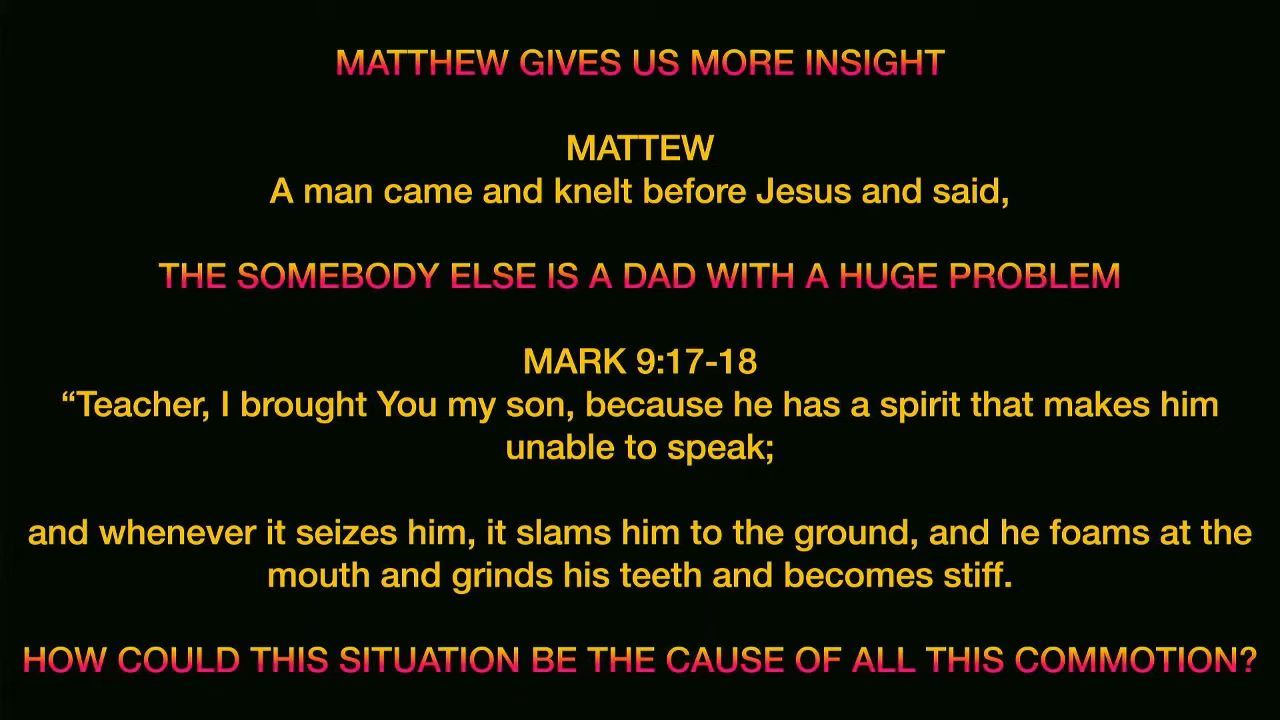 MATTHEW GIVES US MORE INSIGHT
MATTEW
A man came and knelt before Jesus and said,
THE SOMEBODY ELSE IS A DAD WITH A HUGE PROBLEM
MARK 9:17-18
“Teacher, I brought You my son, because he has a spirit that makes him
unable to speak;
and whenever it seizes him, it slams him to the ground, and he foams at the
mouth and grinds his teeth and becomes stiff.
HOW COULD THIS SITUATION BE THE CAUSE OF ALL THIS COMMOTION?